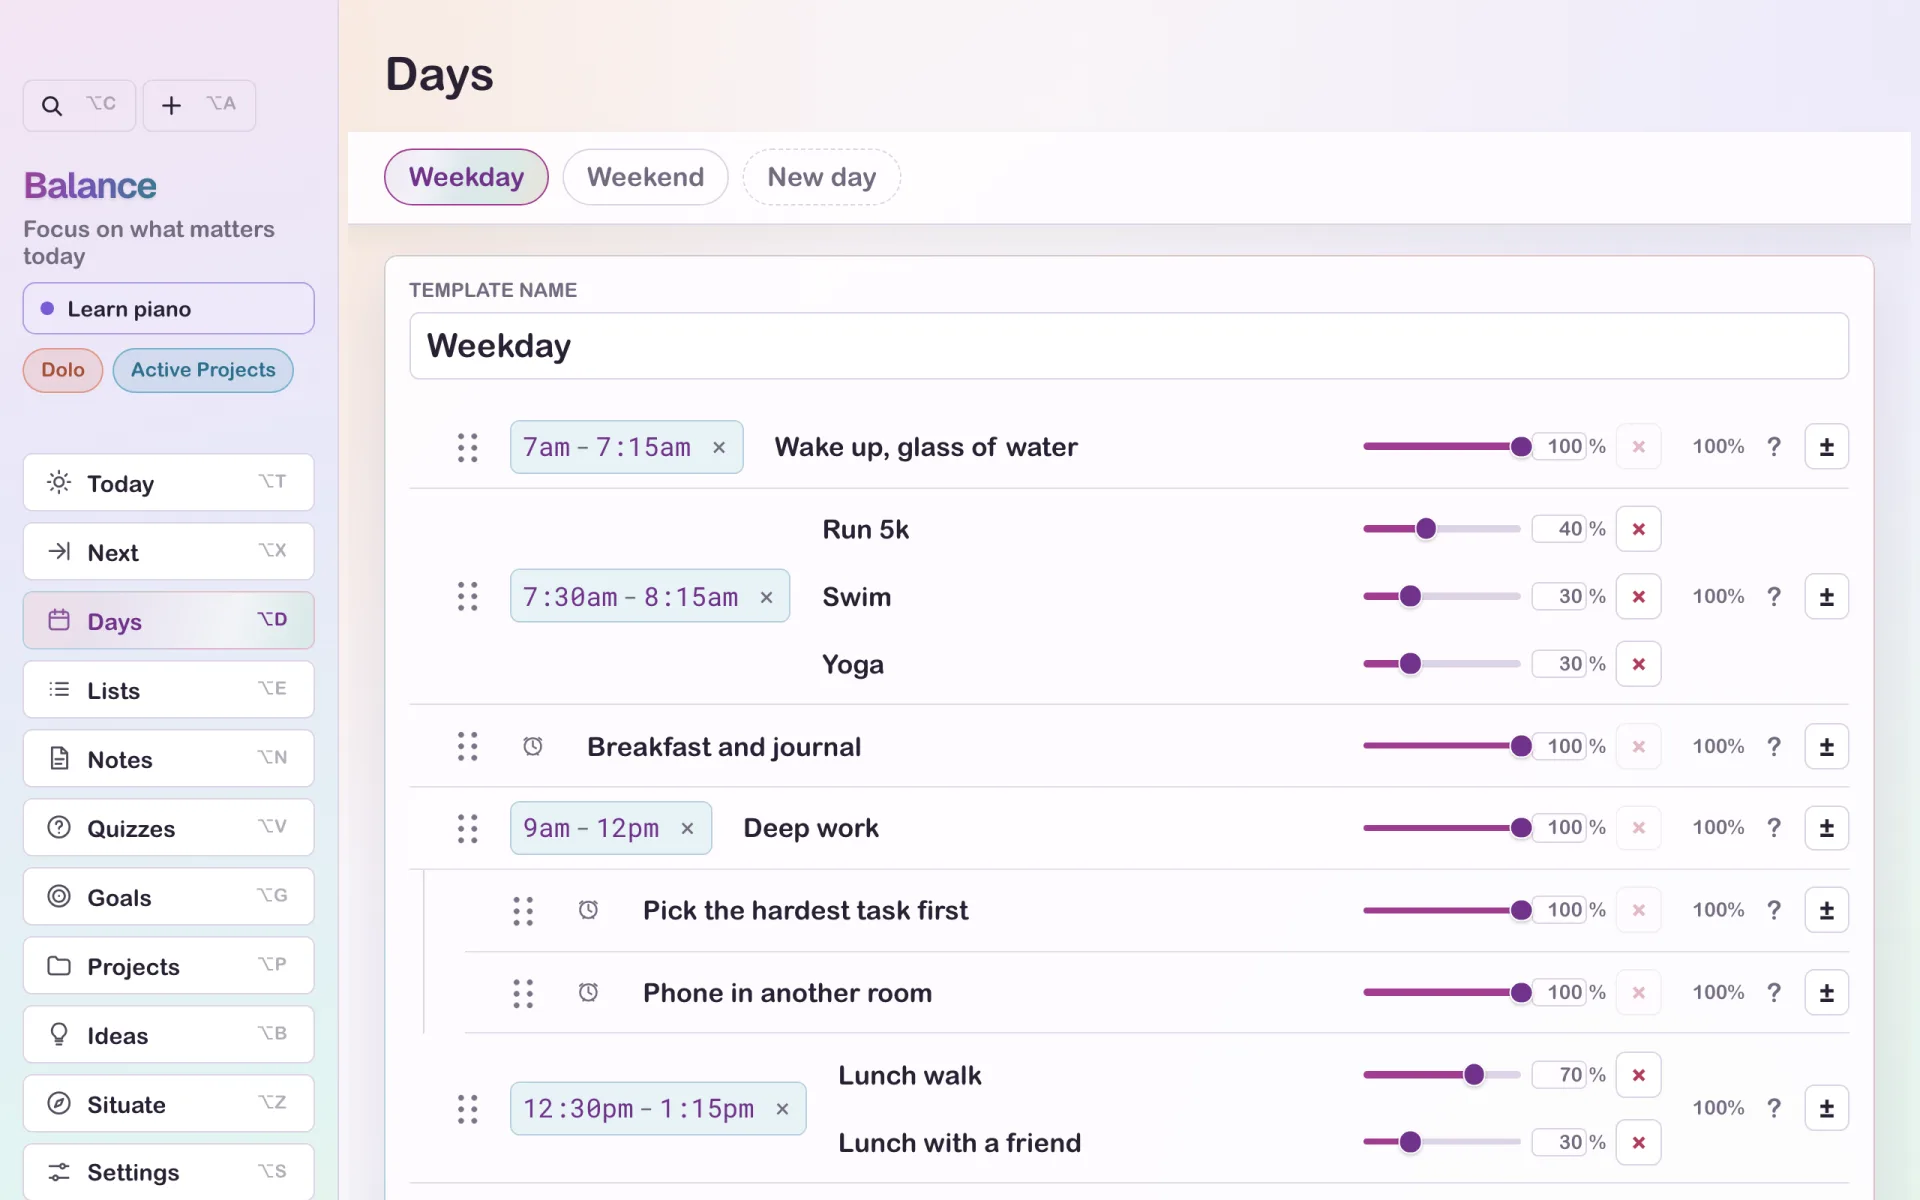 Days
⌥C
⌥A
Balance
Focus on what matters
today
Learn piano
Dolo
Active Projects
Today ⌥T
Next ⌥X
Days ⌥D
Lists ⌥E
Notes ⌥N
Quizzes ⌥V
Goals ⌥G
Projects ⌥P
Ideas ⌥B
Situate ⌥Z
Settings ⌥S
Weekday
Weekend
New day
TEMPLATE NAME
Weekday
7am – 7:15am × Wake up, glass of water 100 % × 100% ? ±
Run 5k 40 % ×
7:30am – 8:15am × Swim 30 % × 100% ? ±
Yoga 30 % ×
Breakfast and journal 100 % × 100% ? ±
9am – 12pm × Deep work 100 % × 100% ? ±
Pick the hardest task first 100 % × 100% ? ±
Phone in another room 100 % × 100% ? ±
Lunch walk 70 % ×
12:30pm – 1:15pm × 100% ? ±
Lunch with a friend 30 % ×